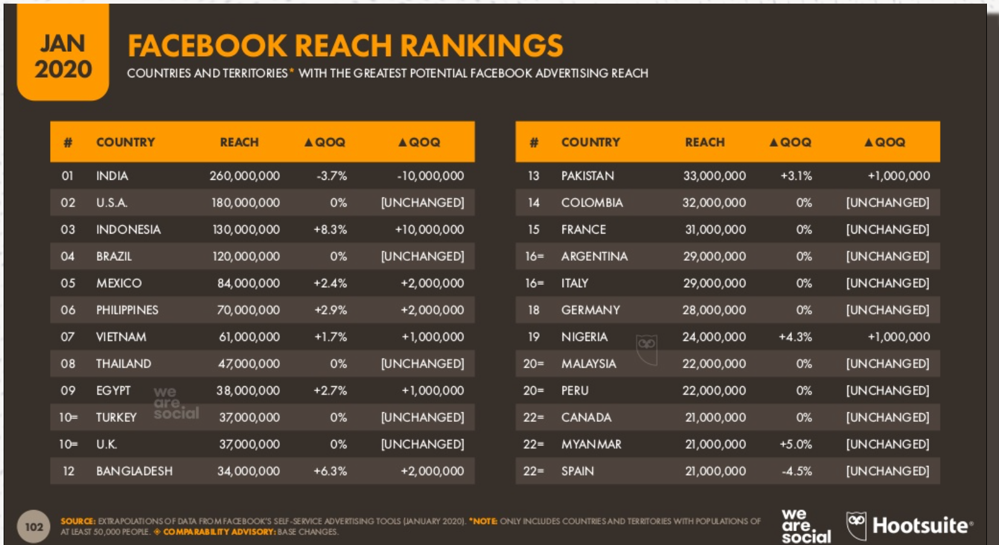 JAN
2020
FACEBOOK REACH RANKINGS
COUNTRIES AND TERRITORIES* WITH THE GREATEST POTENTIAL FACEBOOK ADVERTISING REACH
# COUNTRY REACH ▲QOQ ▲QOQ
01 INDIA 260,000,000 -3.7% -10,000,000
02 U.S.A. 180,000,000 0% [UNCHANGED]
03 INDONESIA 130,000,000 +8.3% +10,000,000
04 BRAZIL 120,000,000 0% [UNCHANGED]
05 MEXICO 84,000,000 +2.4% +2,000,000
06 PHILIPPINES 70,000,000 +2.9% +2,000,000
07 VIETNAM 61,000,000 +1.7% +1,000,000
08 THAILAND 47,000,000 0% [UNCHANGED]
09 EGYPT 38,000,000 +2.7% +1,000,000
10= TURKEY 37,000,000 0% [UNCHANGED]
10= U.K. 37,000,000 0% [UNCHANGED]
12 BANGLADESH 34,000,000 +6.3% +2,000,000
we
are.
social
# COUNTRY REACH ▲QOQ ▲QOQ
13 PAKISTAN 33,000,000 +3.1% +1,000,000
14 COLOMBIA 32,000,000 0% [UNCHANGED]
15 FRANCE 31,000,000 0% [UNCHANGED]
16= ARGENTINA 29,000,000 0% [UNCHANGED]
16= ITALY 29,000,000 0% [UNCHANGED]
18 GERMANY 28,000,000 0% [UNCHANGED]
19 NIGERIA 24,000,000 +4.3% +1,000,000
20= MALAYSIA 22,000,000 0% [UNCHANGED]
20= PERU 22,000,000 0% [UNCHANGED]
22= CANADA 21,000,000 0% [UNCHANGED]
22= MYANMAR 21,000,000 +5.0% [UNCHANGED]
22= SPAIN 21,000,000 -4.5% [UNCHANGED]
102
SOURCE: EXTRAPOLATIONS OF DATA FROM FACEBOOK'S SELF-SERVICE ADVERTISING TOOLS (JANUARY 2020). *NOTE: ONLY INCLUDES COUNTRIES AND TERRITORIES WITH POPULATIONS OF
AT LEAST 50,000 PEOPLE. ◈ COMPARABILITY ADVISORY: BASE CHANGES.
we
are.
social
Hootsuite®